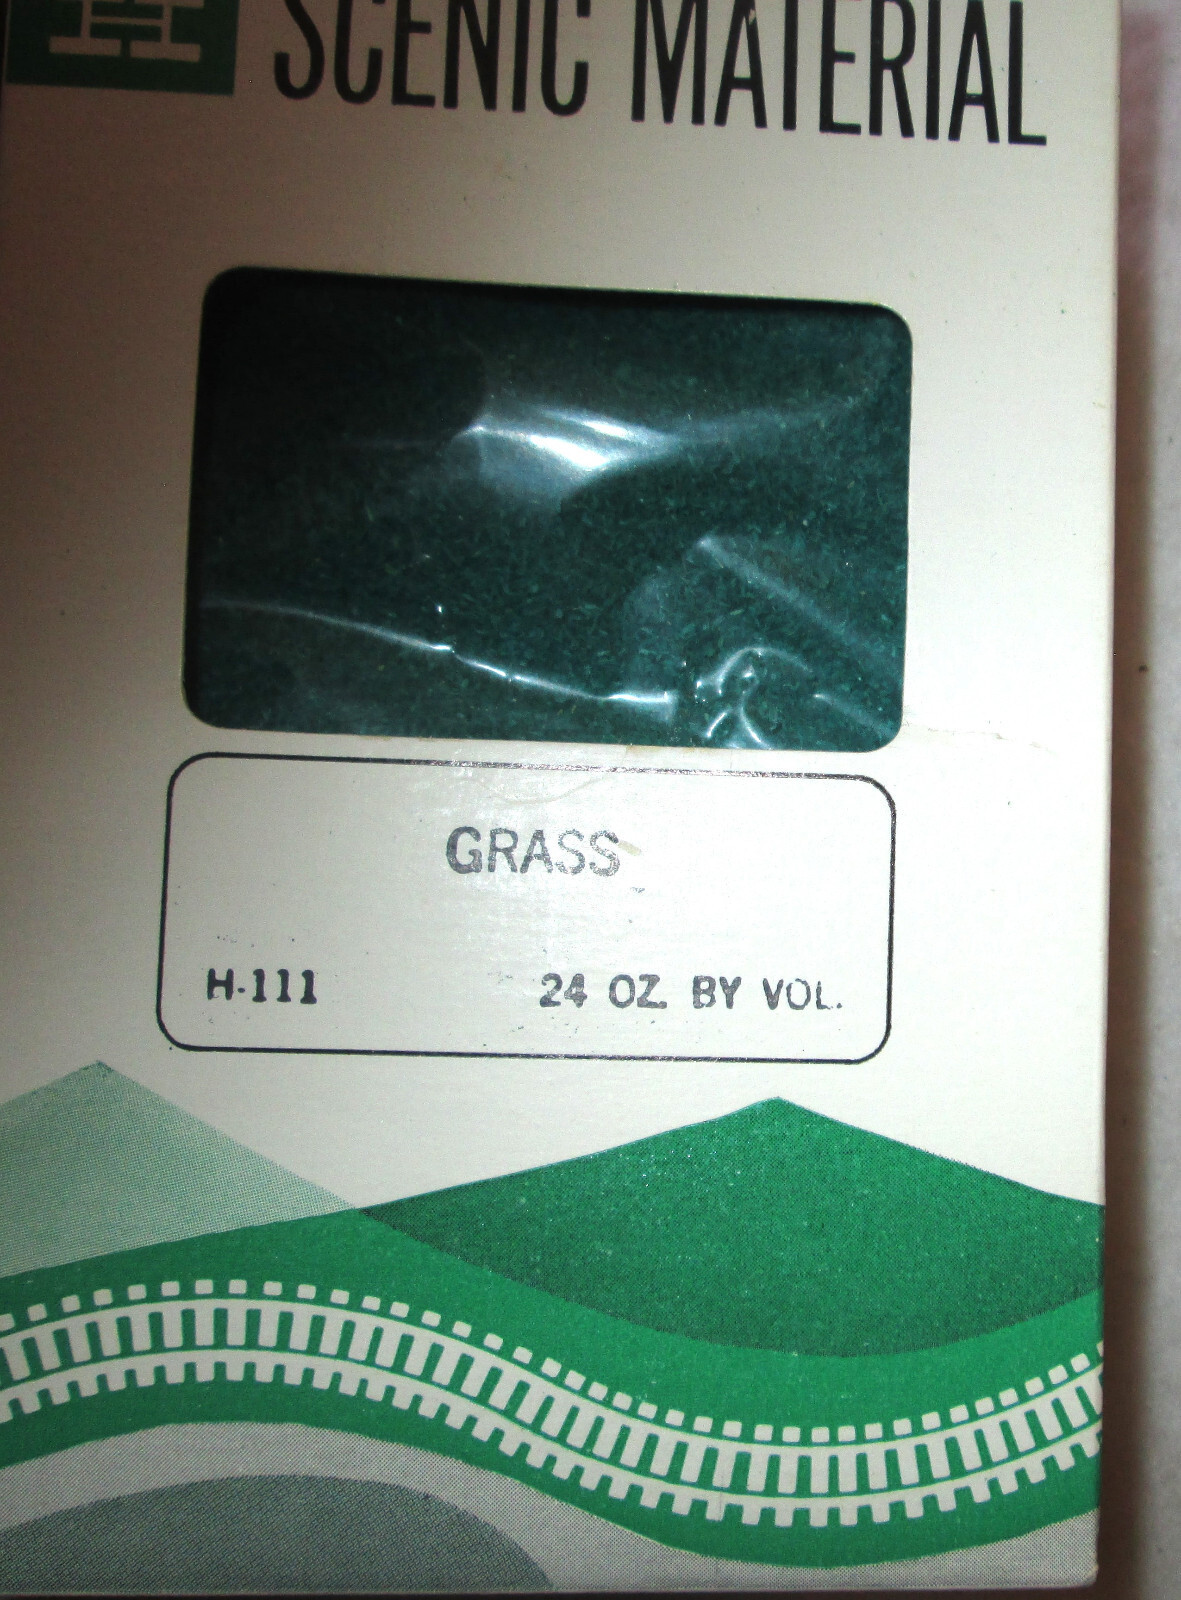 SCENIC MATERIAL
GRASS
H-111 24 OZ. BY VOL.